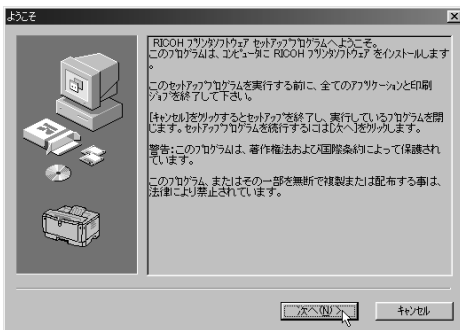 ようこそ
RICOH ﾌﾟﾘﾝﾀｿﾌﾄｳｪｱ ｾｯﾄｱｯﾌﾟﾌﾟﾛｸﾞﾗﾑへようこそ。
このﾌﾟﾛｸﾞﾗﾑは、ｺﾝﾋﾟｭｰﾀに RICOH ﾌﾟﾘﾝﾀｿﾌﾄｳｪｱ をｲﾝｽﾄｰﾙします
。
このｾｯﾄｱｯﾌﾟﾌﾟﾛｸﾞﾗﾑを実行する前に、全てのｱﾌﾟﾘｹｰｼｮﾝと印刷
ｼﾞｮﾌﾞを終了して下さい。
[ｷｬﾝｾﾙ]をｸﾘｯｸするとｾｯﾄｱｯﾌﾟを終了し、実行しているﾌﾟﾛｸﾞﾗﾑを閉
じます。ｾｯﾄｱｯﾌﾟﾌﾟﾛｸﾞﾗﾑを続行するには[次へ]をｸﾘｯｸします。
警告:このﾌﾟﾛｸﾞﾗﾑは、著作権法および国際条約によって保護され
ています。
このﾌﾟﾛｸﾞﾗﾑ、またはその一部を無断で複製または配布する事は、
法律により禁止されています。
次へ(N) >
ｷｬﾝｾﾙ